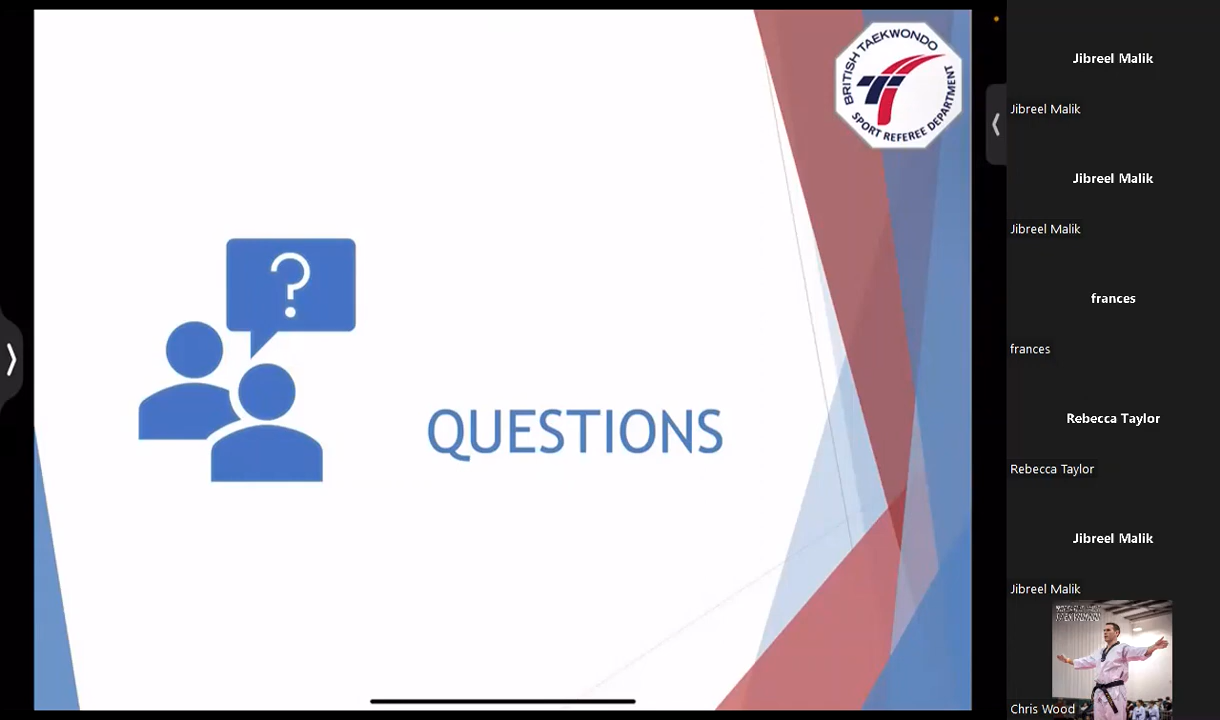 BRITISH TAEKWONDO
SPORT REFEREE DEPARTMENT
?
QUESTIONS
Jibreel Malik
Jibreel Malik
Jibreel Malik
Jibreel Malik
frances
frances
Rebecca Taylor
Rebecca Taylor
Jibreel Malik
Jibreel Malik
TAEKWONDO
Chris Wood